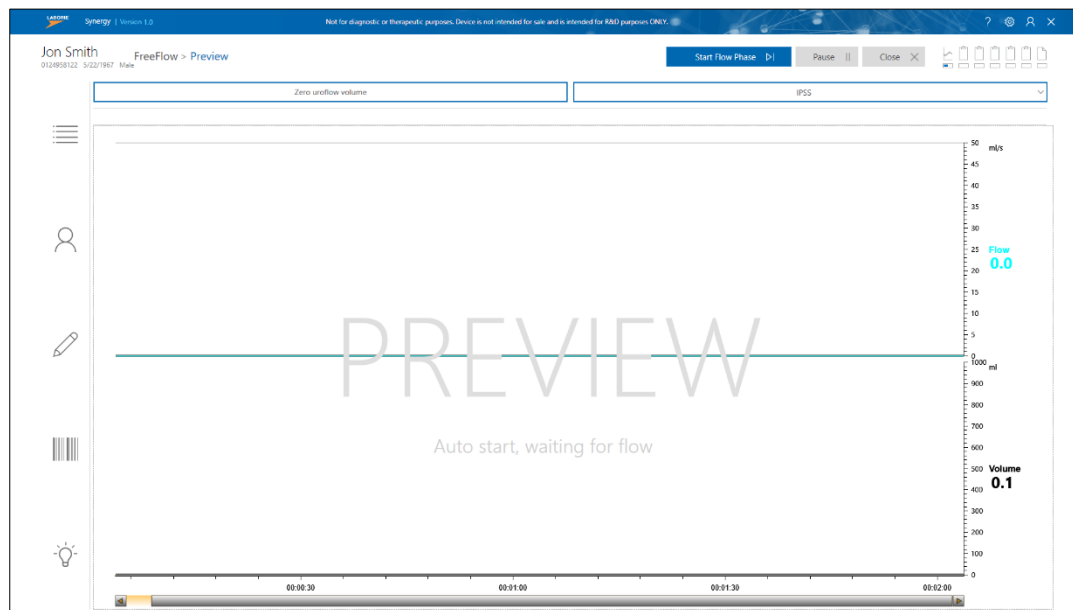 LABORIE Synergy | Version 1.0 Not for diagnostic or therapeutic purposes. Device is not intended for sale and is intended for R&D purposes ONLY. ?
Jon Smith
0124958122 5/22/1967 Male
FreeFlow > Preview
Start Flow Phase Pause Close
Zero uroflow volume IPSS
50 ml/s
45
40
35
30
25
20
15
10
5
0
Flow
0.0
1000 ml
900
800
700
600
500
400
300
200
100
0
Volume
0.1
PREVIEW
Auto start, waiting for flow
00:00:30 00:01:00 00:01:30 00:02:00